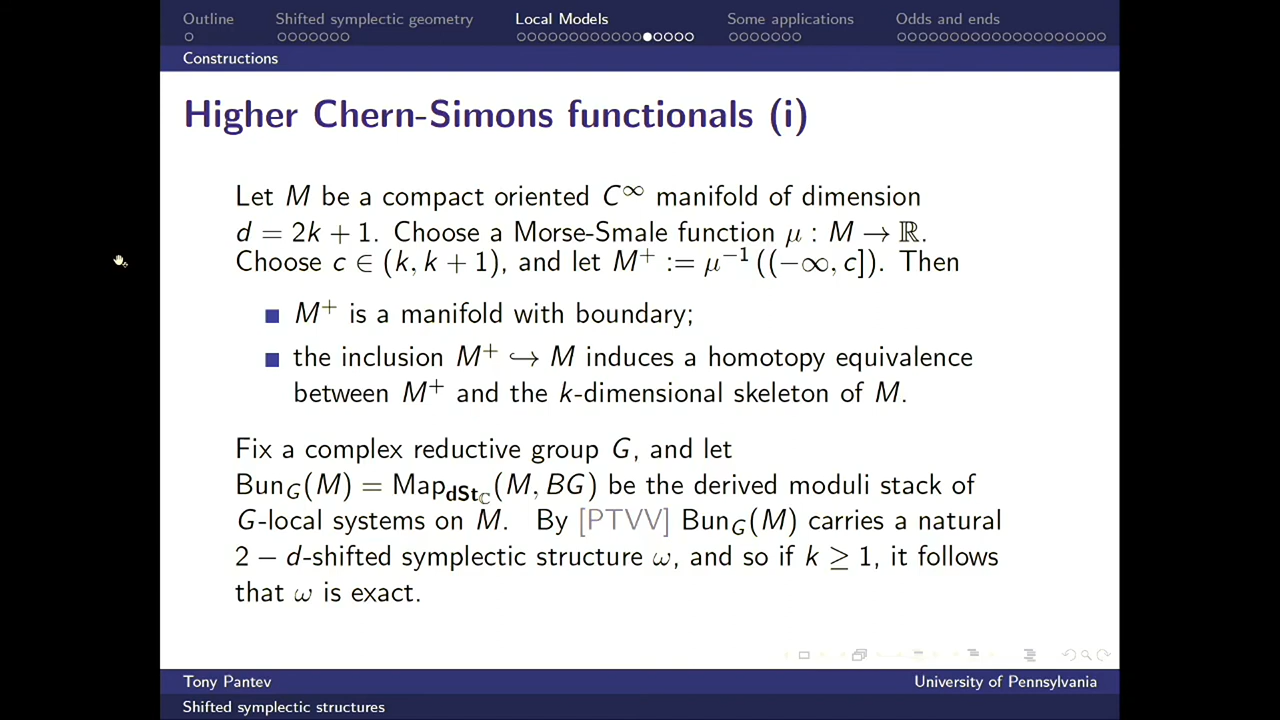 Outline Shifted symplectic geometry Local Models Some applications Odds and ends
Constructions
Higher Chern-Simons functionals (i)
Let M be a compact oriented C^∞ manifold of dimension
d = 2k + 1. Choose a Morse-Smale function μ : M → ℝ.
Choose c ∈ (k, k + 1), and let M⁺ := μ⁻¹ ((−∞, c]). Then
■ M⁺ is a manifold with boundary;
■ the inclusion M⁺ ↪ M induces a homotopy equivalence
between M⁺ and the k-dimensional skeleton of M.
Fix a complex reductive group G, and let
Bun_G(M) = Map_{dSt_ℂ}(M, BG) be the derived moduli stack of
G-local systems on M. By [PTVV] Bun_G(M) carries a natural
2 − d-shifted symplectic structure ω, and so if k ≥ 1, it follows
that ω is exact.
Tony Pantev University of Pennsylvania
Shifted symplectic structures